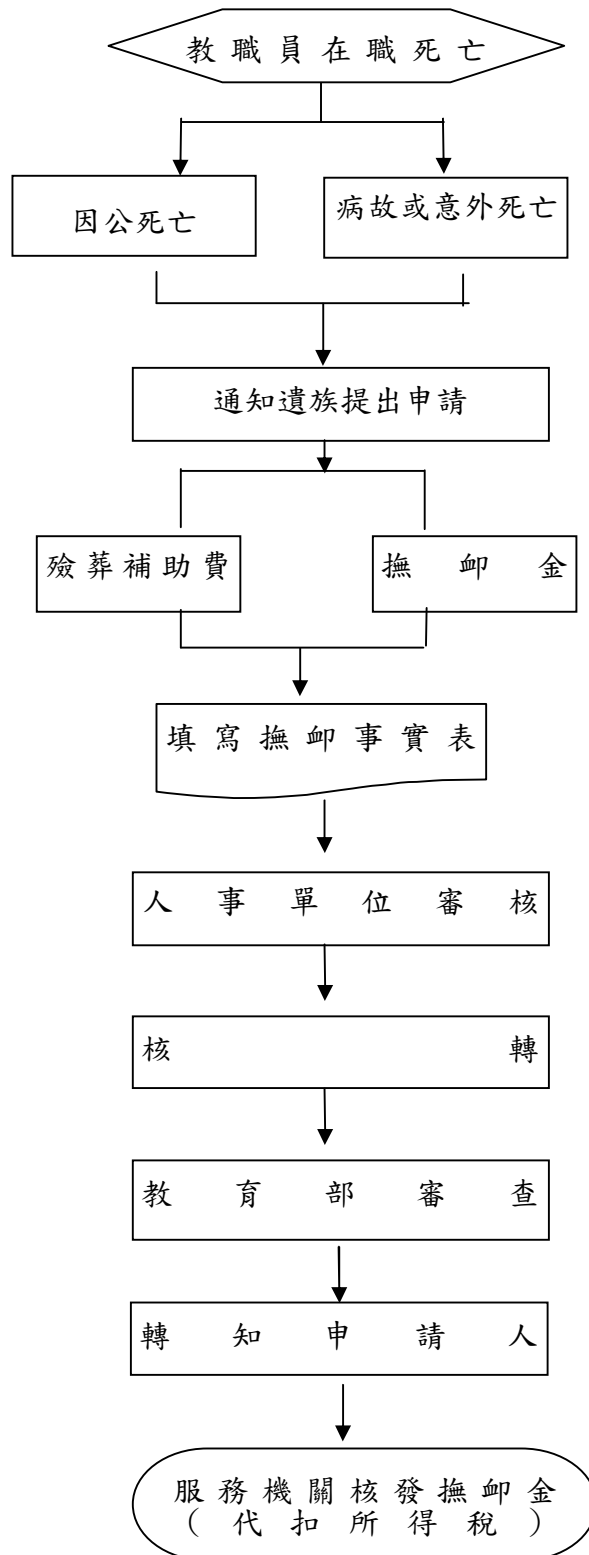 教職員在職死亡
因公死亡
病故或意外死亡
通知遺族提出申請
殮葬補助費
撫卹金
填寫撫卹事實表
人事單位審核
核轉
教育部審查
轉知申請人
服務機關核發撫卹金
(代扣所得稅)